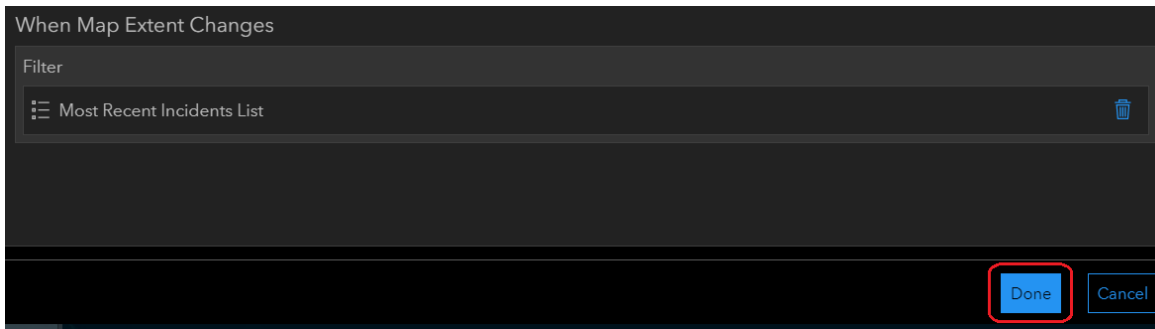 When Map Extent Changes
Filter
Most Recent Incidents List
Done
Cancel